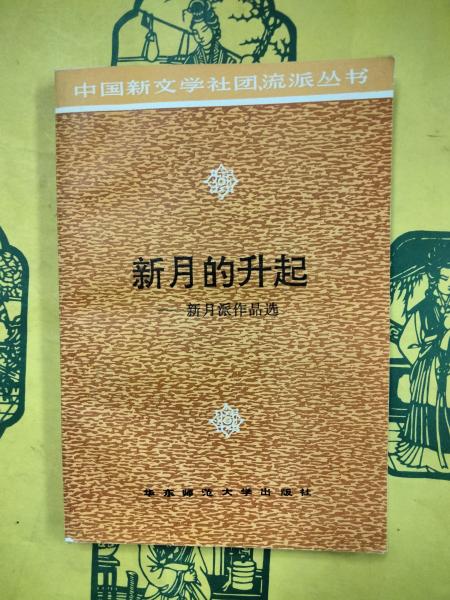 中国新文学社团、流派丛书
新月的升起
——新月派作品选
华东师范大学出版社